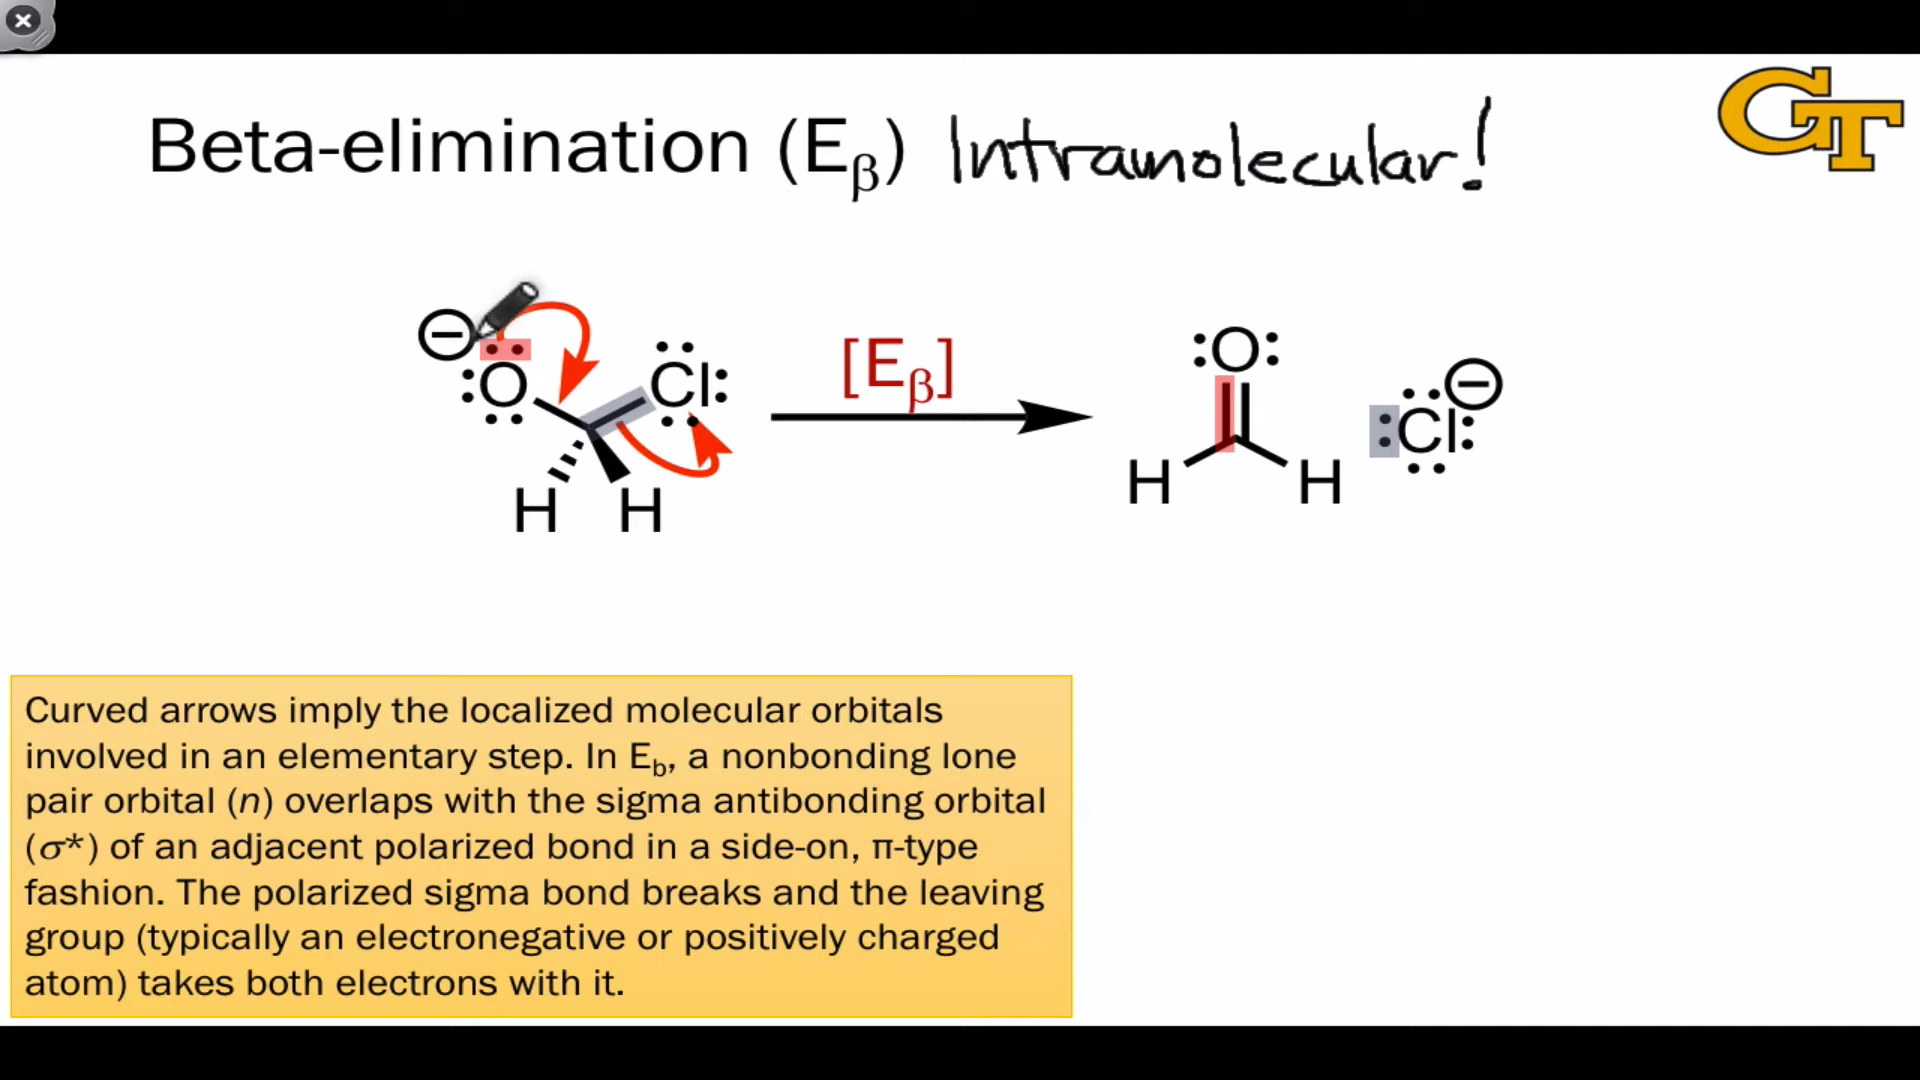 Beta-elimination (Eβ) Intramolecular!
GT
⊖
:O: Cl: [Eβ] :O: ⊖
:Cl:
H H H H
Curved arrows imply the localized molecular orbitals
involved in an elementary step. In Eb, a nonbonding lone
pair orbital (n) overlaps with the sigma antibonding orbital
(σ*) of an adjacent polarized bond in a side-on, π-type
fashion. The polarized sigma bond breaks and the leaving
group (typically an electronegative or positively charged
atom) takes both electrons with it.